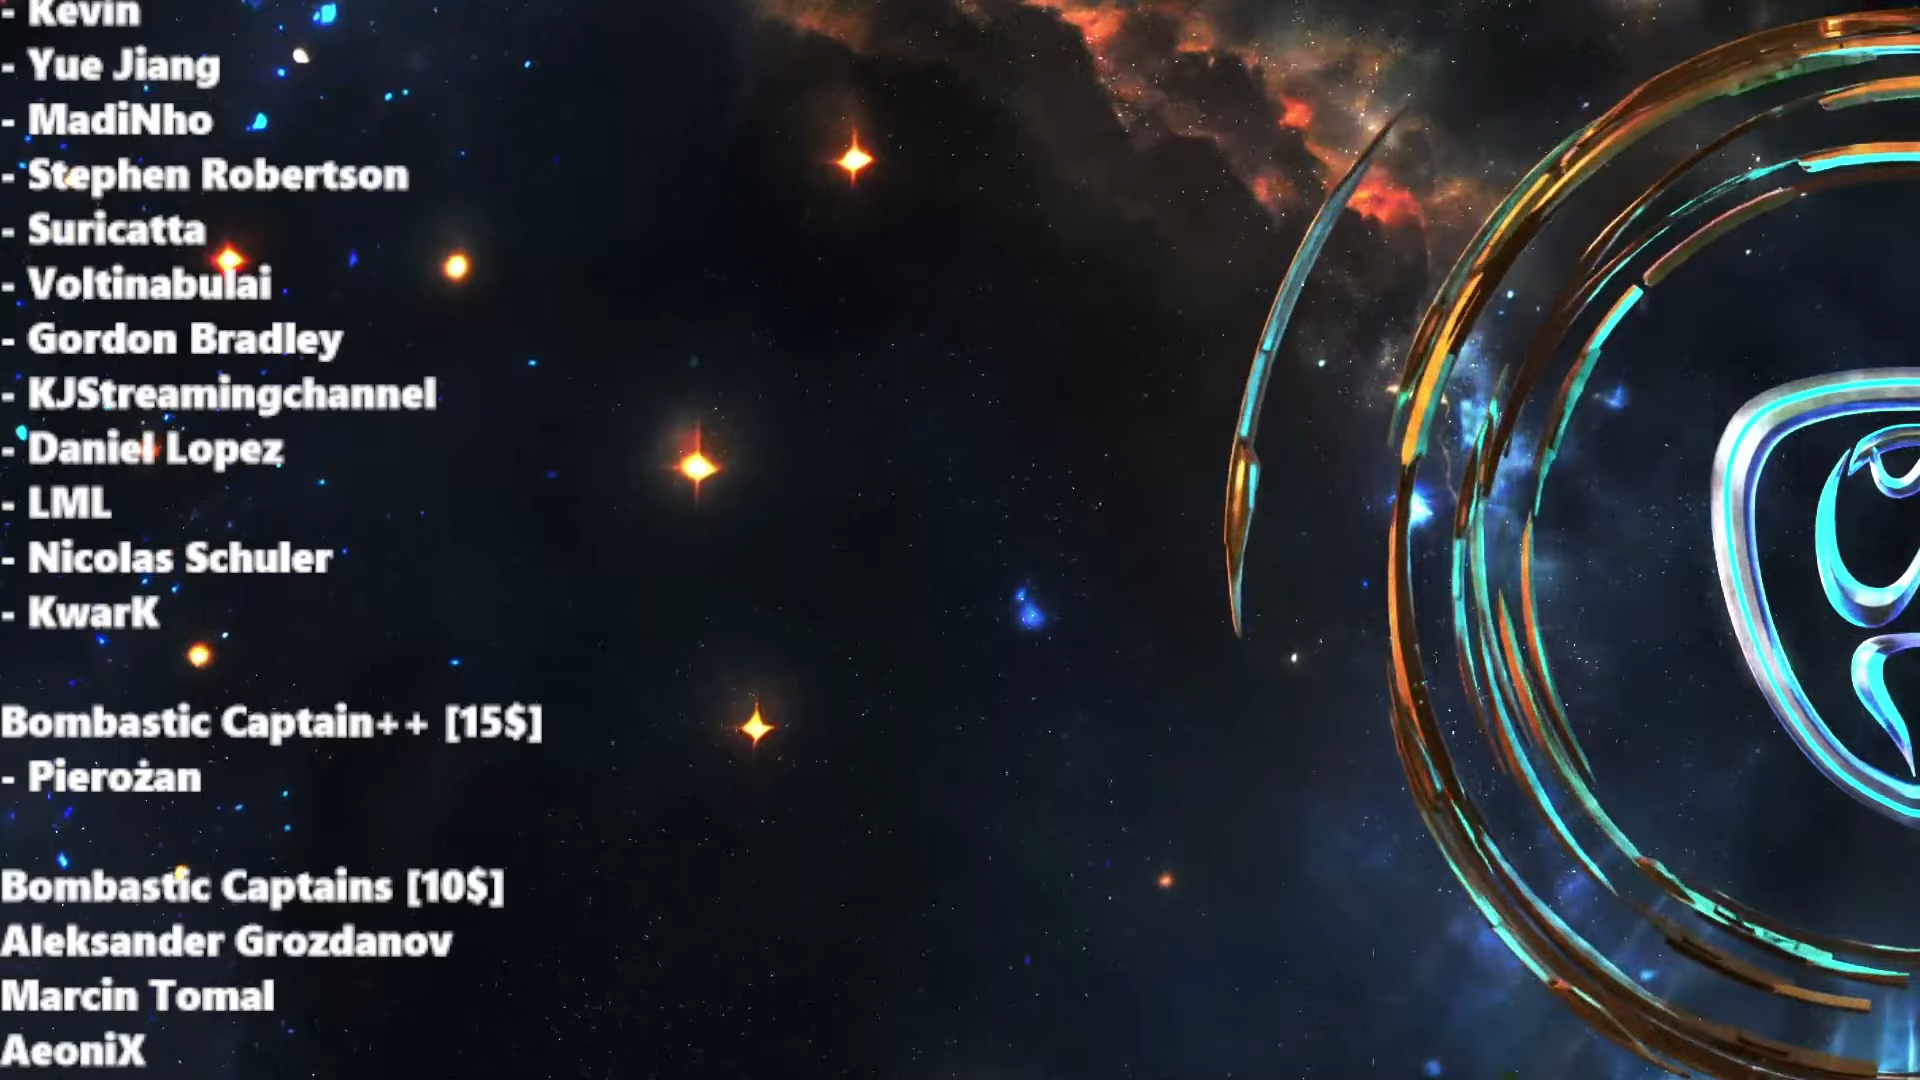 - Kevin
- Yue Jiang
- MadiNho
- Stephen Robertson
- Suricatta
- Voltinabulai
- Gordon Bradley
- KJStreamingchannel
- Daniel Lopez
- LML
- Nicolas Schuler
- KwarK
Bombastic Captain++ [15$]
- Pierożan
Bombastic Captains [10$]
Aleksander Grozdanov
Marcin Tomal
AeoniX